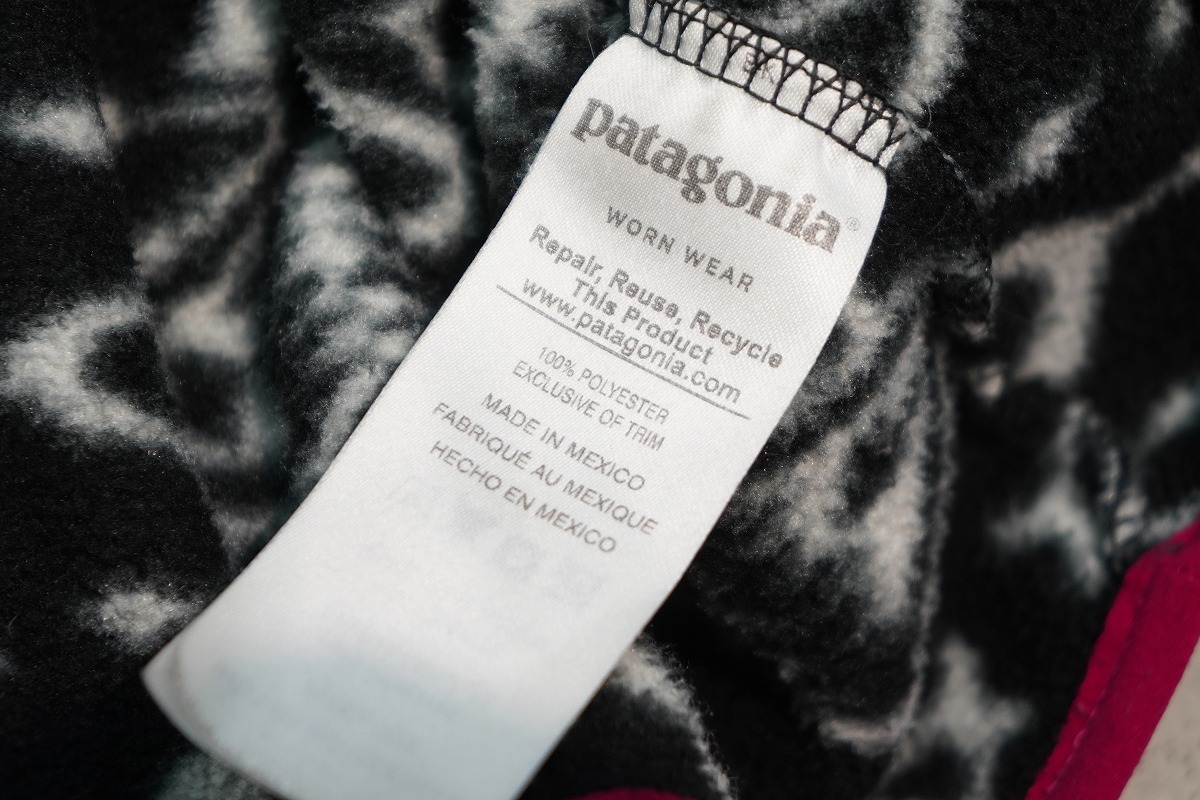 patagonia®
WORN WEAR
Repair, Reuse, Recycle
This Product
www.patagonia.com
100% POLYESTER
EXCLUSIVE OF TRIM
MADE IN MEXICO
FABRIQUÉ AU MEXIQUE
HECHO EN MEXICO